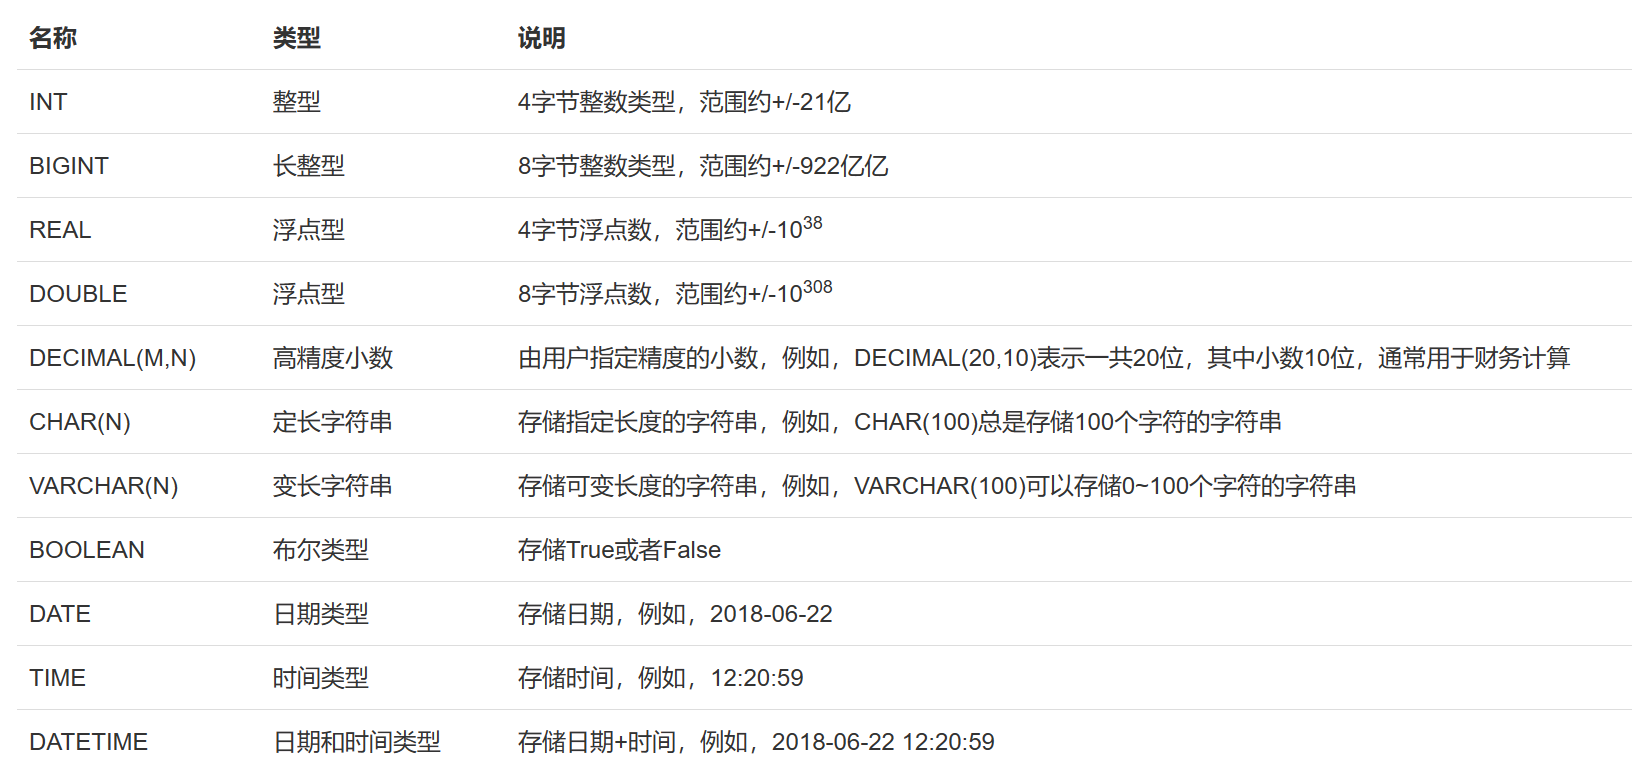 名称 类型 说明
INT 整型 4字节整数类型，范围约+/-21亿
BIGINT 长整型 8字节整数类型，范围约+/-922亿亿
REAL 浮点型 4字节浮点数，范围约+/-10³⁸
DOUBLE 浮点型 8字节浮点数，范围约+/-10³⁰⁸
DECIMAL(M,N) 高精度小数 由用户指定精度的小数，例如，DECIMAL(20,10)表示一共20位，其中小数10位，通常用于财务计算
CHAR(N) 定长字符串 存储指定长度的字符串，例如，CHAR(100)总是存储100个字符的字符串
VARCHAR(N) 变长字符串 存储可变长度的字符串，例如，VARCHAR(100)可以存储0~100个字符的字符串
BOOLEAN 布尔类型 存储True或者False
DATE 日期类型 存储日期，例如，2018-06-22
TIME 时间类型 存储时间，例如，12:20:59
DATETIME 日期和时间类型 存储日期+时间，例如，2018-06-22 12:20:59